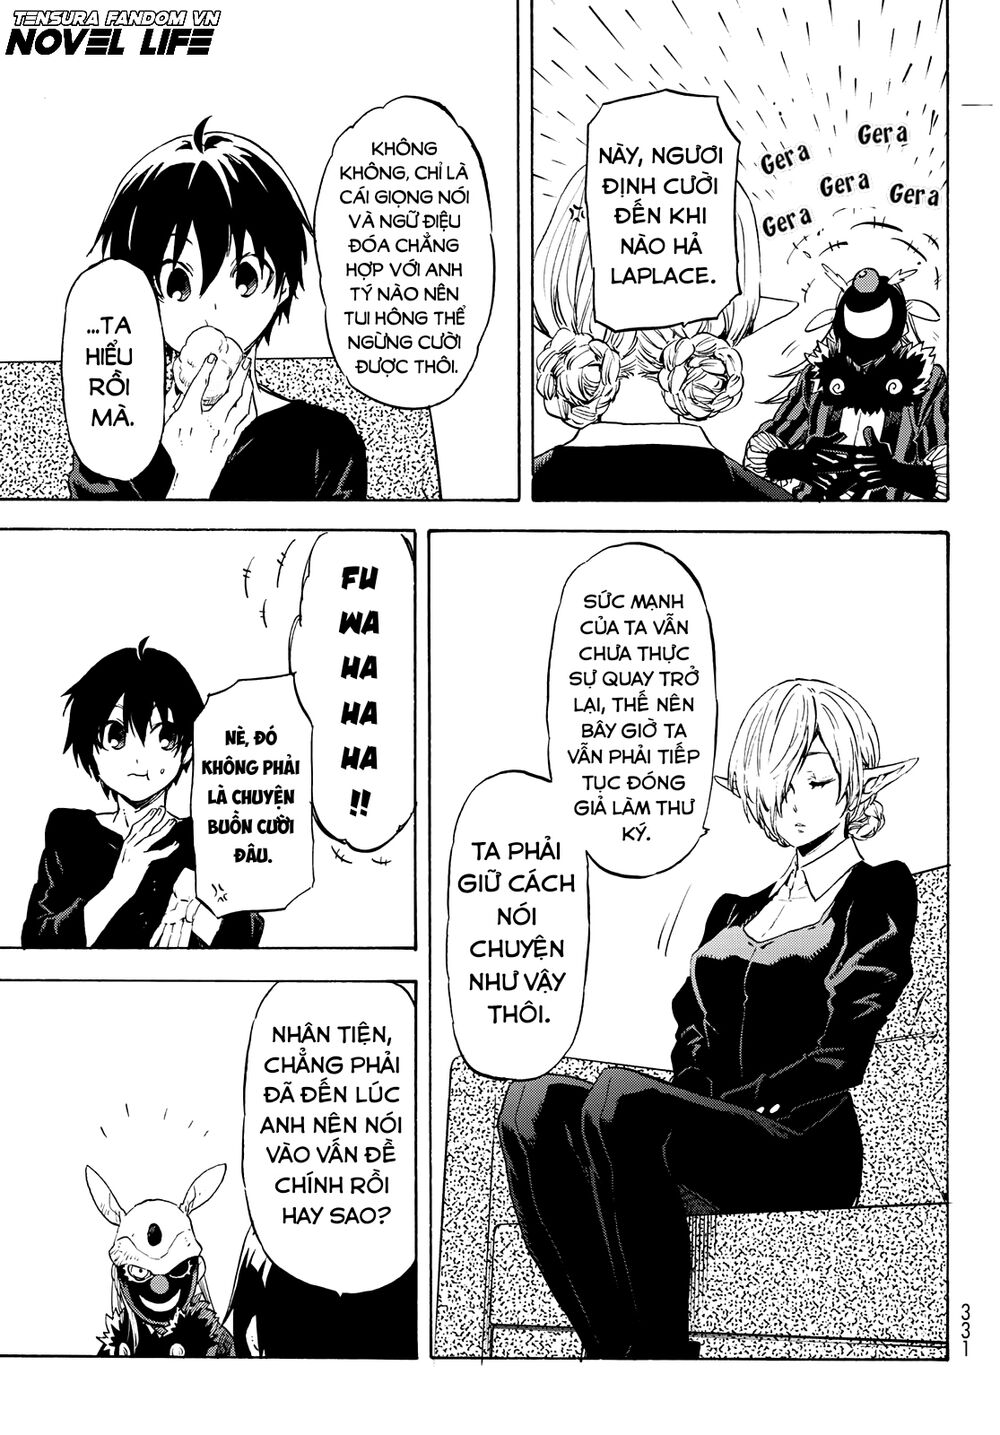 TENSURA FANDOM VN
NOVEL LIFE
NÀY, NGƯƠI
ĐỊNH CƯỜI
ĐẾN KHI
NÀO HẢ
LAPLACE.
Gera
Gera
Gera
Gera
Gera
KHÔNG
KHÔNG, CHỈ LÀ
CÁI GIỌNG NÓI
VÀ NGỮ ĐIỆU
ĐÓA CHẲNG
HỢP VỚI ANH
TÝ NÀO NÊN
TUI HÔNG THỂ
NGỪNG CƯỜI
ĐƯỢC THÔI.
...TA
HIỂU
RỒI
MÀ.
SỨC MẠNH
CỦA TA VẪN
CHƯA THỰC
SỰ QUAY TRỞ
LẠI, THẾ NÊN
BÂY GIỜ TA
VẪN PHẢI TIẾP
TỤC ĐÓNG
GIẢ LÀM THƯ
KÝ.
TA PHẢI
GIỮ CÁCH
NÓI
CHUYỆN
NHƯ VẬY
THÔI.
FU
WA
HA
HA
HA
!!
NÈ, ĐÓ
KHÔNG PHẢI
LÀ CHUYỆN
BUỒN CƯỜI
ĐÂU.
NHÂN TIỆN,
CHẲNG PHẢI
ĐÃ ĐẾN LÚC
ANH NÊN NÓI
VÀO VẤN ĐỀ
CHÍNH RỒI
HAY SAO?
331